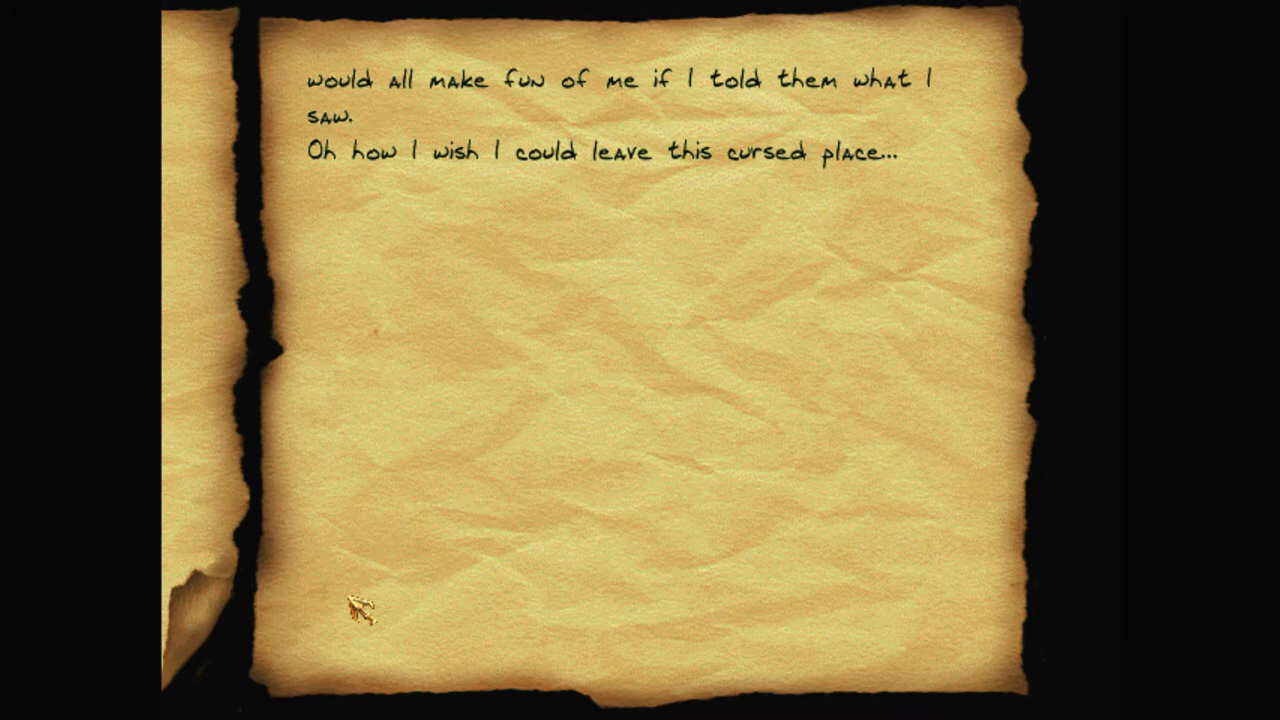 would all make fun of me if I told them what I
saw.
Oh how I wish I could leave this cursed place...